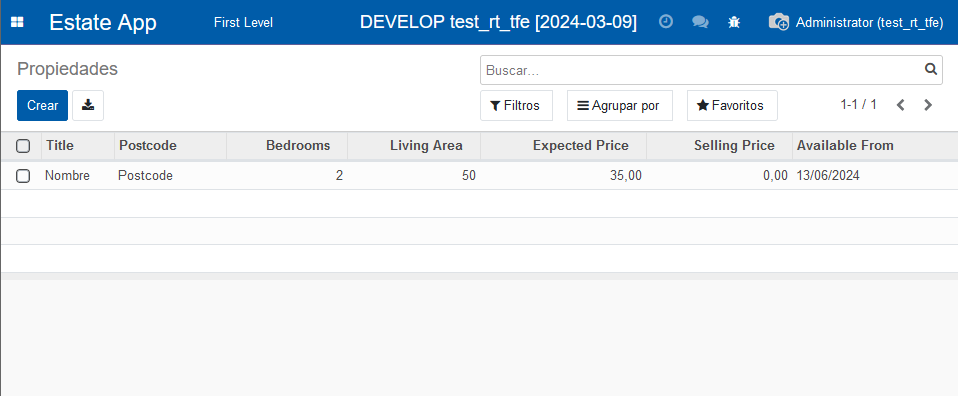 Estate App First Level DEVELOP test_rt_tfe [2024-03-09] Administrator (test_rt_tfe)
Propiedades Buscar...
Crear Filtros Agrupar por Favoritos 1-1 / 1
Title Postcode Bedrooms Living Area Expected Price Selling Price Available From
Nombre Postcode 2 50 35,00 0,00 13/06/2024